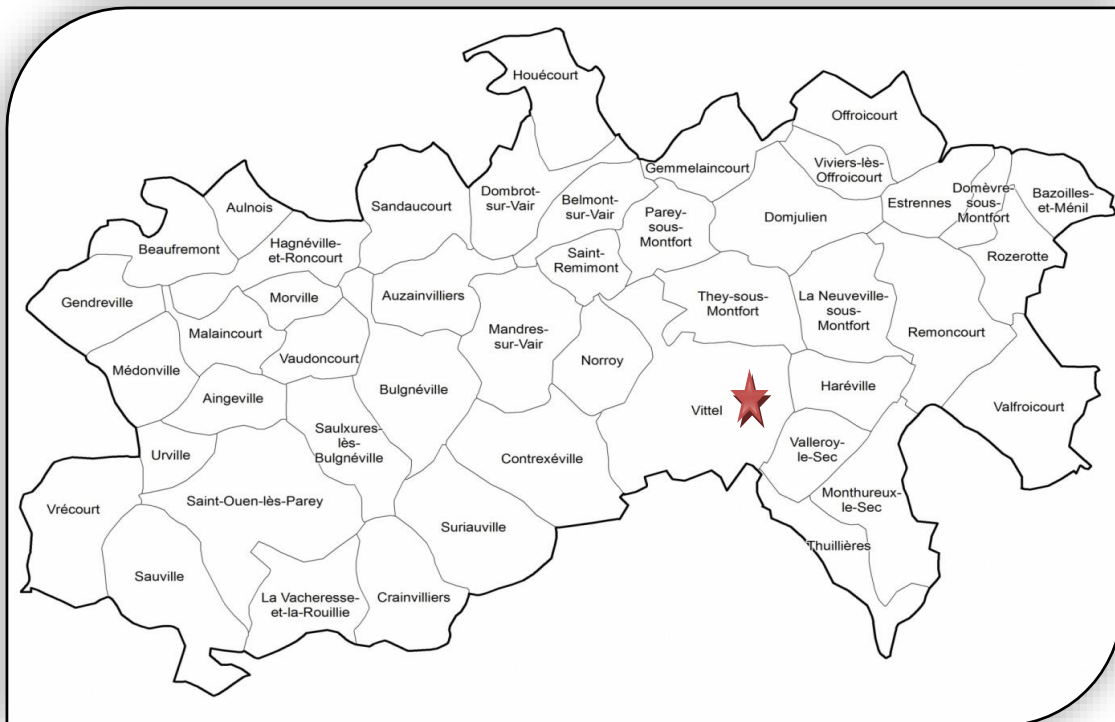 Houécourt
Offroicourt
Gemmelaincourt
Viviers-lès-
Offroicourt
Aulnois
Sandaucourt
Dombrot-
sur-Vair
Belmont-
sur-Vair
Parey-
sous-
Montfort
Domjulien
Estrennes
Domèvre-
sous-
Montfort
Bazoilles-
et-Ménil
Beaufremont
Hagnéville-
et-Roncourt
Saint-
Remimont
Rozerotte
Gendreville
Morville
Auzainvilliers
They-sous-
Montfort
La Neuveville-
sous-
Montfort
Malaincourt
Mandres-
sur-Vair
Remoncourt
Médonville
Vaudoncourt
Norroy
Aingeville
Bulgnéville
Vittel
Haréville
Valfroicourt
Urville
Saulxures-
lès-
Bulgnéville
Contrexéville
Valleroy-
le-Sec
Vrécourt
Saint-Ouen-lès-Parey
Suriauville
Monthureux-
le-Sec
Thuillières
Sauville
La Vacheresse-
et-la-Rouillie
Crainvilliers